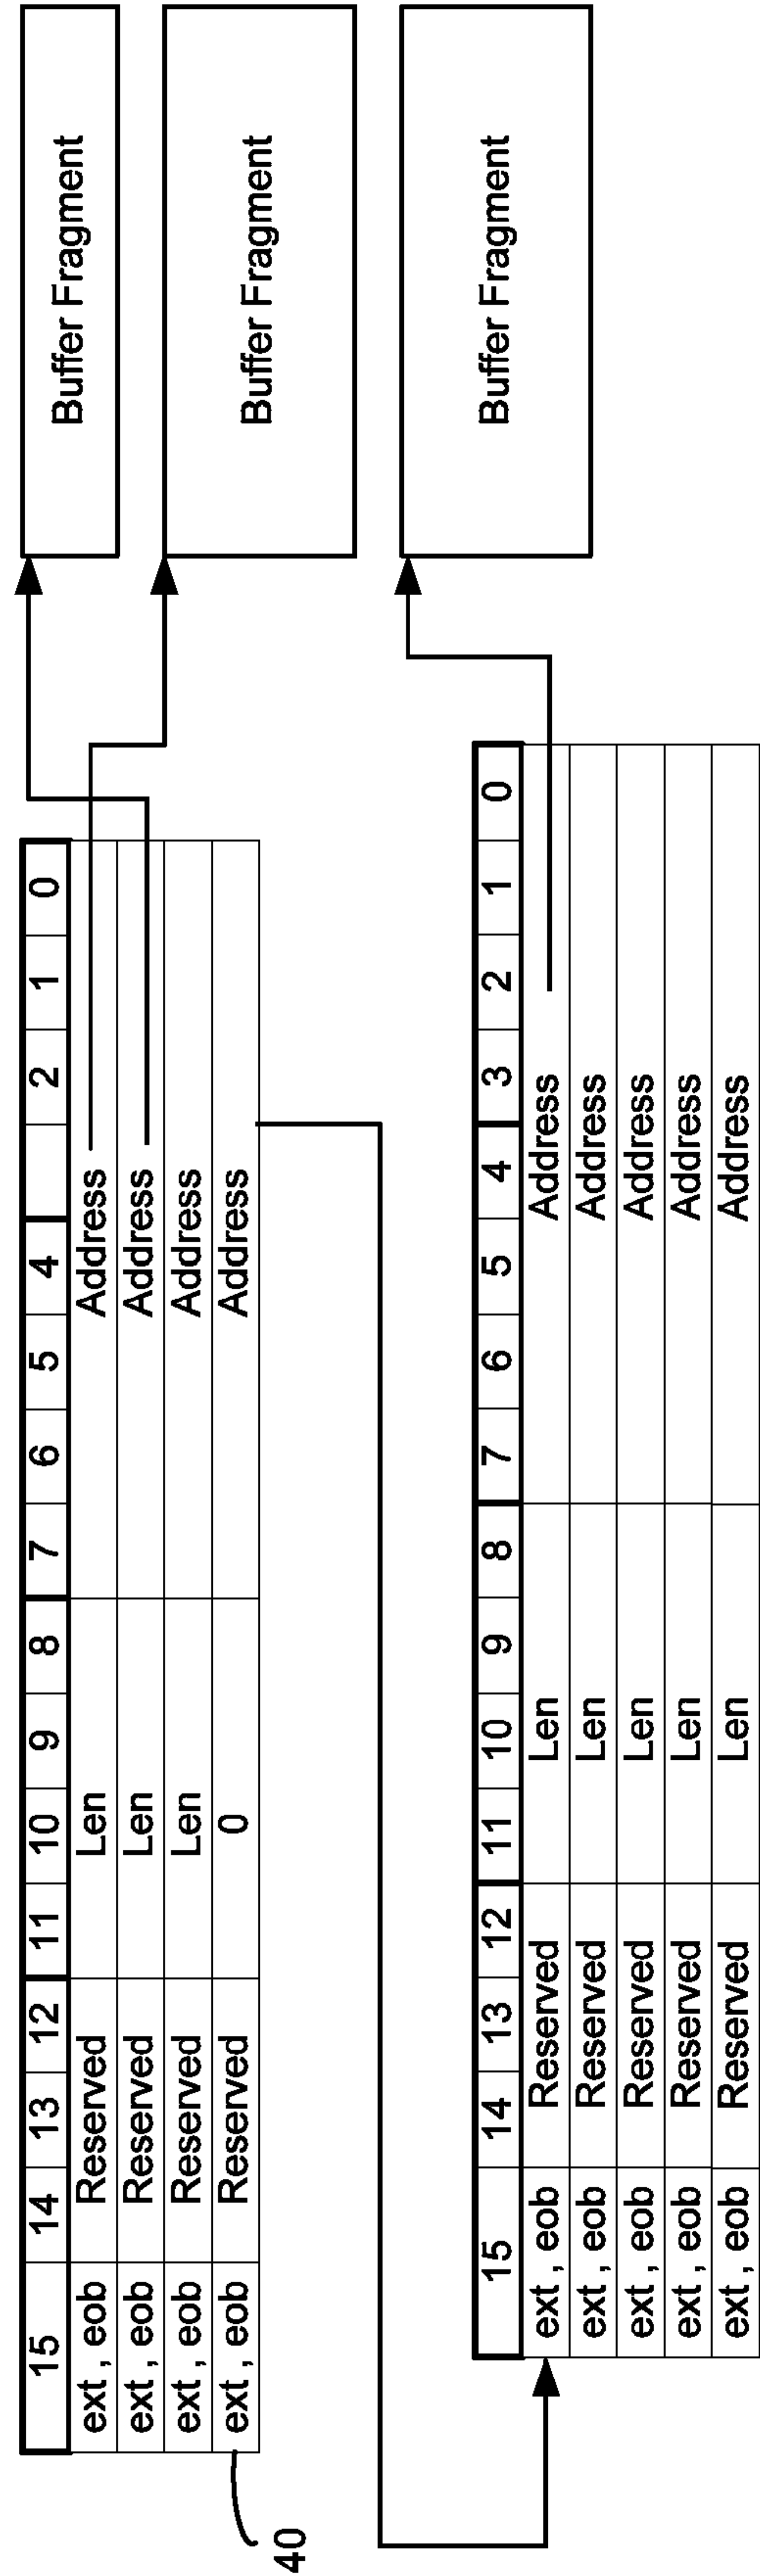 15 14 13 12 11 10 9 8 7 6 5 4 2 1 0
ext , eob Reserved Len Address
ext , eob Reserved Len Address
ext , eob Reserved Len Address
ext , eob Reserved 0 Address
40
Buffer Fragment
Buffer Fragment
Buffer Fragment
15 14 13 12 11 10 9 8 7 6 5 4 3 2 1 0
ext , eob Reserved Len Address
ext , eob Reserved Len Address
ext , eob Reserved Len Address
ext , eob Reserved Len Address
ext , eob Reserved Len Address